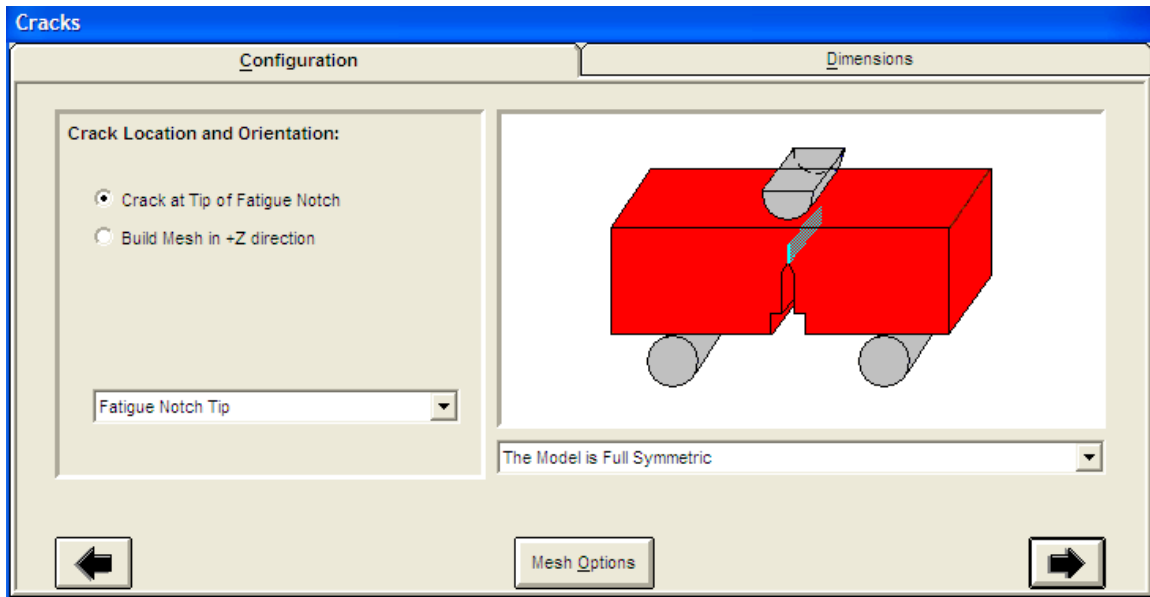 Cracks
Configuration
Dimensions
Crack Location and Orientation:
Crack at Tip of Fatigue Notch
Build Mesh in +Z direction
Fatigue Notch Tip
The Model is Full Symmetric
Mesh Options